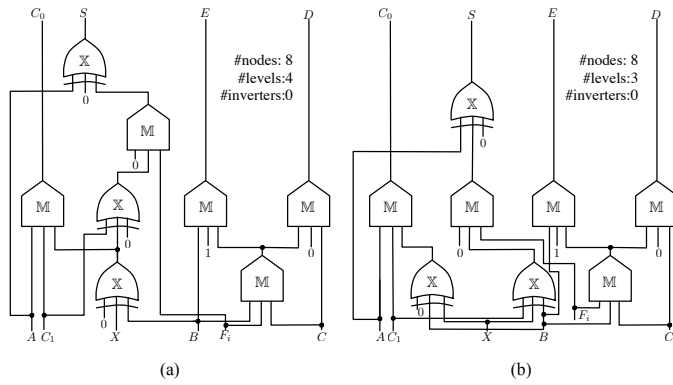 C₀ S E D
#nodes: 8
#levels:4
#inverters:0
𝕏
0
𝕄
0
𝕄 𝕏 0 𝕄 1 𝕄 0
𝕏 0 𝕄
A C₁ X B Fᵢ C
(a)
C₀ S E D
#nodes: 8
#levels:3
#inverters:0
𝕏
0
𝕄 𝕄 0 𝕄 1 𝕄 0
𝕏 0 𝕏 𝕄
Fᵢ
A C₁ X B C
(b)